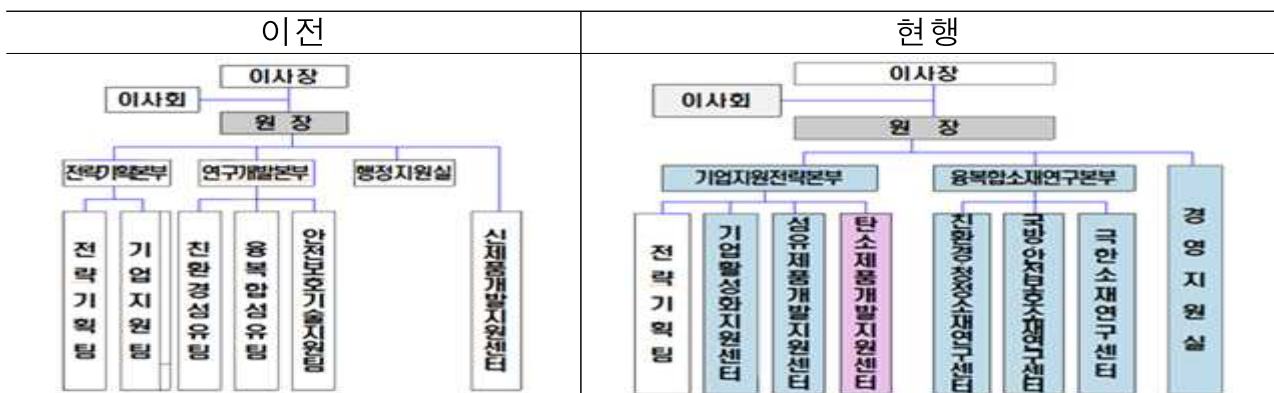 이전
현행
이사장
이사회
원 장
전략기획본부
연구개발본부
행정지원실
전략기획팀
기업지원팀
친환경섬유팀
융복합섬유팀
안전보호기술지원팀
신제품개발지원센터
이사장
이사회
원 장
기업지원전략본부
융복합소재연구본부
경영지원실
전략기획팀
기업활성화지원센터
섬유제품개발지원센터
탄소제품개발지원센터
친환경청정소재연구센터
국방안전보호소재연구센터
극한소재연구센터